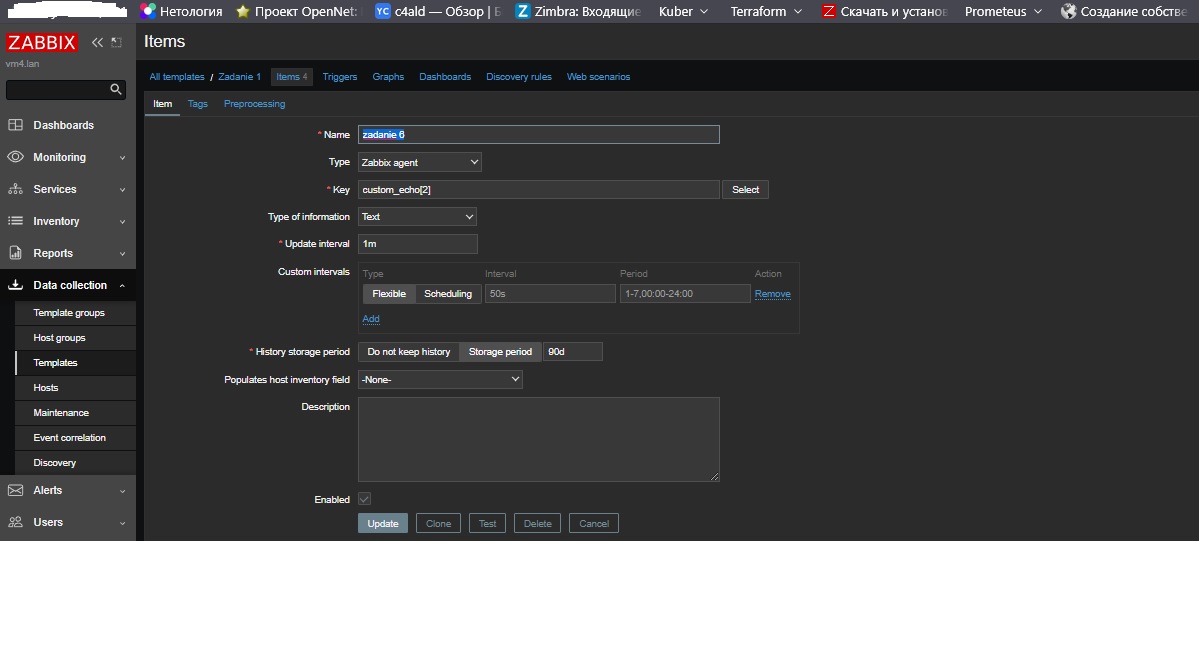 Нетология Проект OpenNet: YC c4ald — Обзор | Z Zimbra: Входящие Kuber Terraform Z Скачать и установ Prometeus Создание собстве
ZABBIX
vm4.lan
Items
All templates / Zadanie 1 Items 4 Triggers Graphs Dashboards Discovery rules Web scenarios
Item Tags Preprocessing
* Name zadanie 6
Type Zabbix agent
* Key custom_echo[2] Select
Type of information Text
* Update interval 1m
Custom intervals Type Interval Period Action
Flexible Scheduling 50s 1-7,00:00-24:00 Remove
Add
* History storage period Do not keep history Storage period 90d
Populates host inventory field -None-
Description
Enabled
Update Clone Test Delete Cancel
Dashboards
Monitoring
Services
Inventory
Reports
Data collection
Template groups
Host groups
Templates
Hosts
Maintenance
Event correlation
Discovery
Alerts
Users